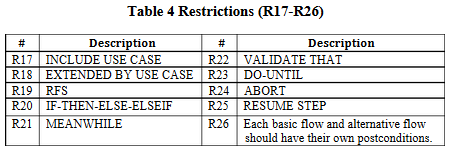 Table 4 Restrictions (R17-R26)
# Description # Description
R17 INCLUDE USE CASE R22 VALIDATE THAT
R18 EXTENDED BY USE CASE R23 DO-UNTIL
R19 RFS R24 ABORT
R20 IF-THEN-ELSE-ELSEIF R25 RESUME STEP
R21 MEANWHILE R26 Each basic flow and alternative flow
should have their own postconditions.